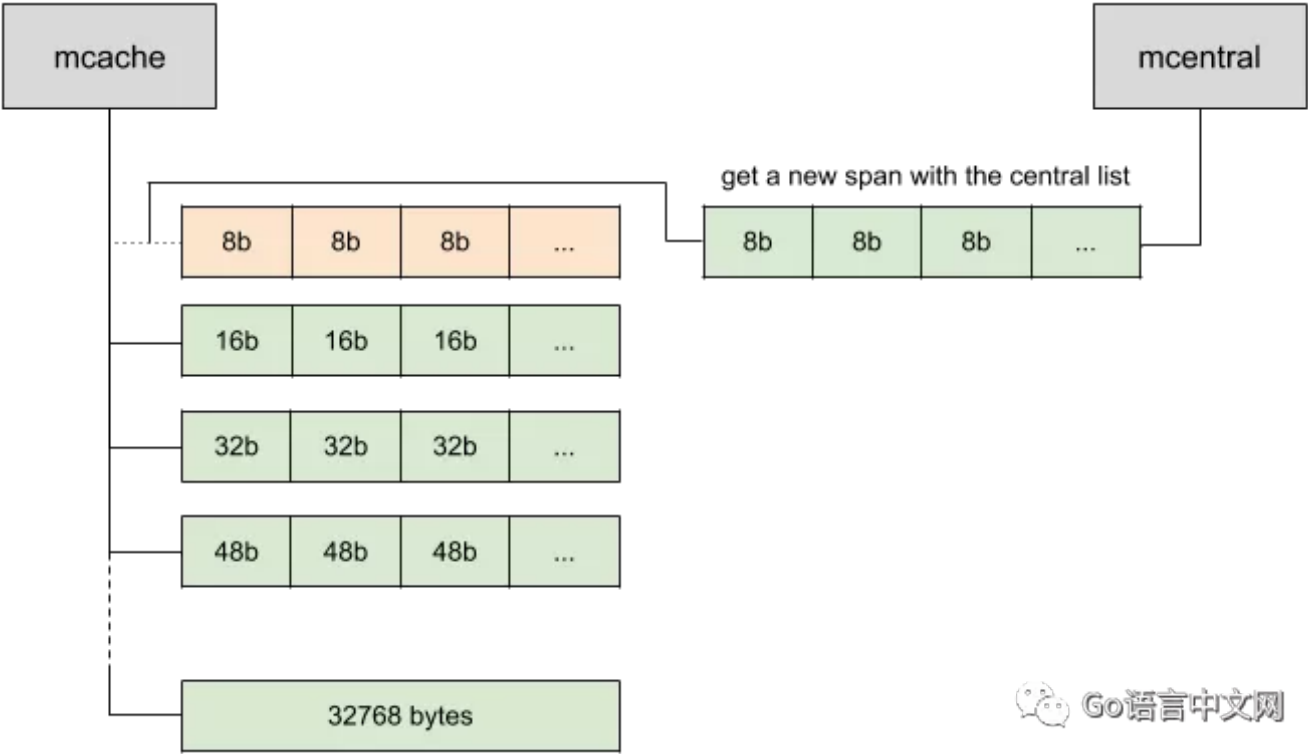 mcache
mcentral
get a new span with the central list
8b 8b 8b ...
8b 8b 8b ...
16b 16b 16b ...
32b 32b 32b ...
48b 48b 48b ...
32768 bytes
Go语言中文网